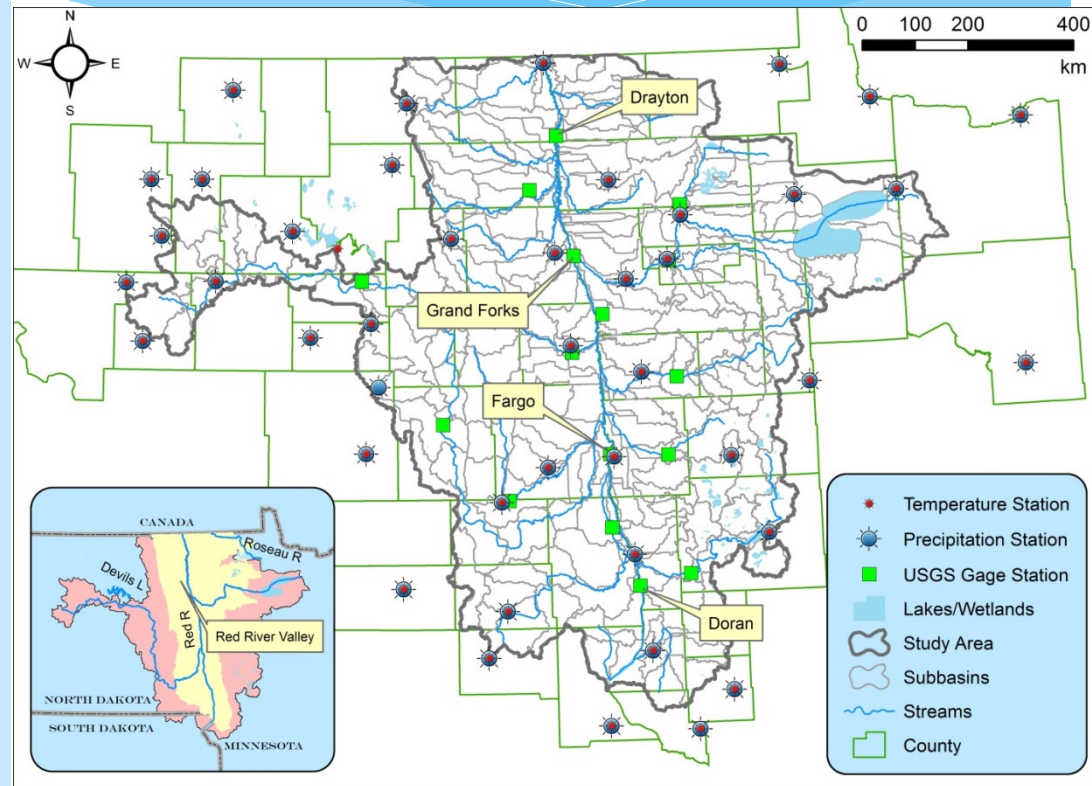 N
W E
S
0 100 200 400
km
Drayton
Grand Forks
Fargo
Doran
Temperature Station
Precipitation Station
USGS Gage Station
Lakes/Wetlands
Study Area
Subbasins
Streams
County
CANADA
Roseau R
Devils L
Red R
Red River Valley
NORTH DAKOTA
SOUTH DAKOTA
MINNESOTA